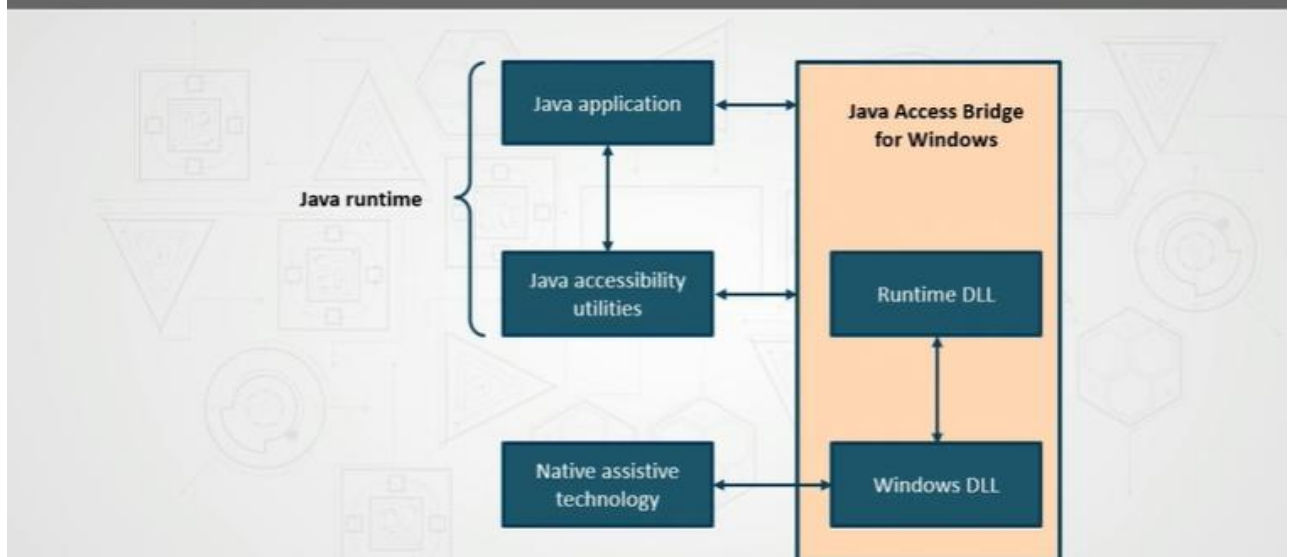 Java application
Java Access Bridge
for Windows
Java runtime
Java accessibility
utilities
Runtime DLL
Native assistive
technology
Windows DLL